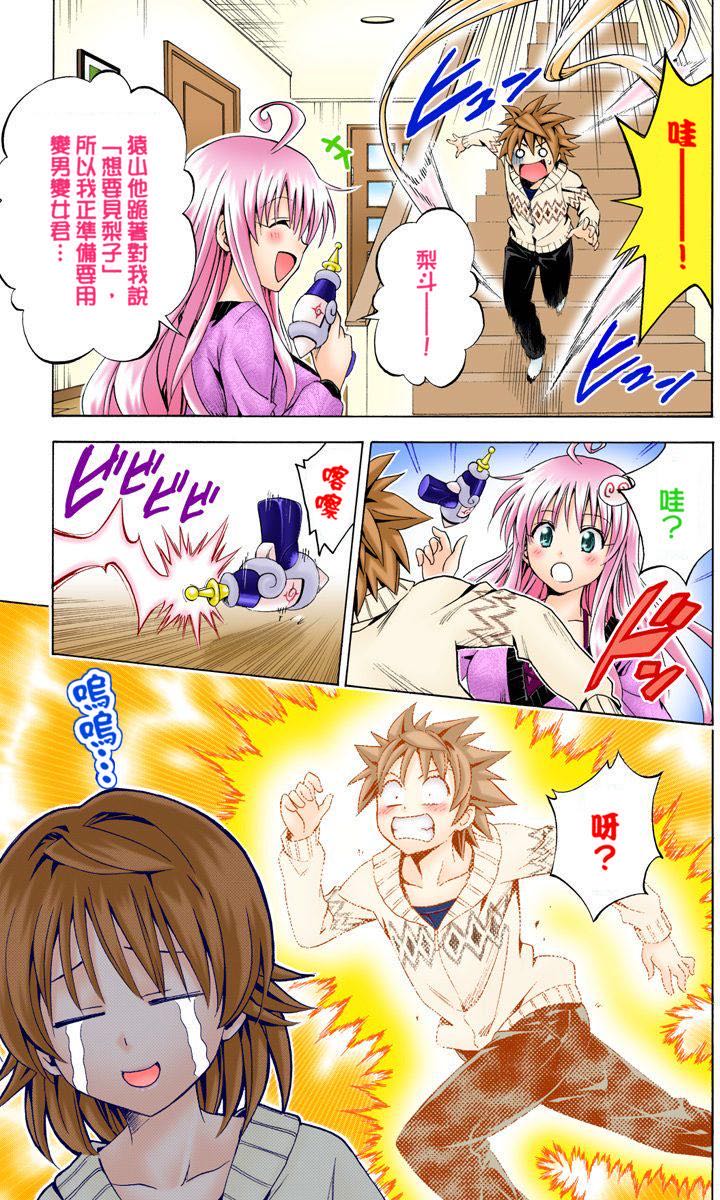 哇——！
ヒュン
ヒュン
梨斗——！
猿山他跪著對我說
「想要見梨子」，
所以我正準備要用
變男變女君…
哇？
ドン
喀嚓
ビビビビ
呀？
嗚嗚…